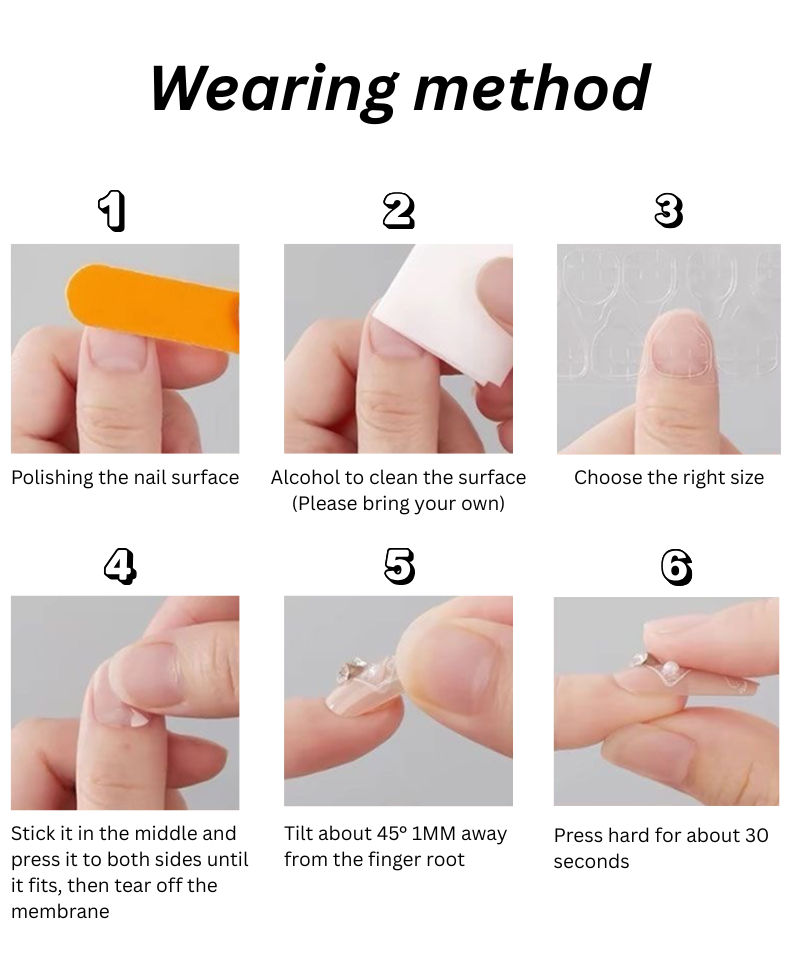 Wearing method
1
2
3
Polishing the nail surface
Alcohol to clean the surface
(Please bring your own)
Choose the right size
4
5
6
Stick it in the middle and
press it to both sides until
it fits, then tear off the
membrane
Tilt about 45° 1MM away
from the finger root
Press hard for about 30
seconds